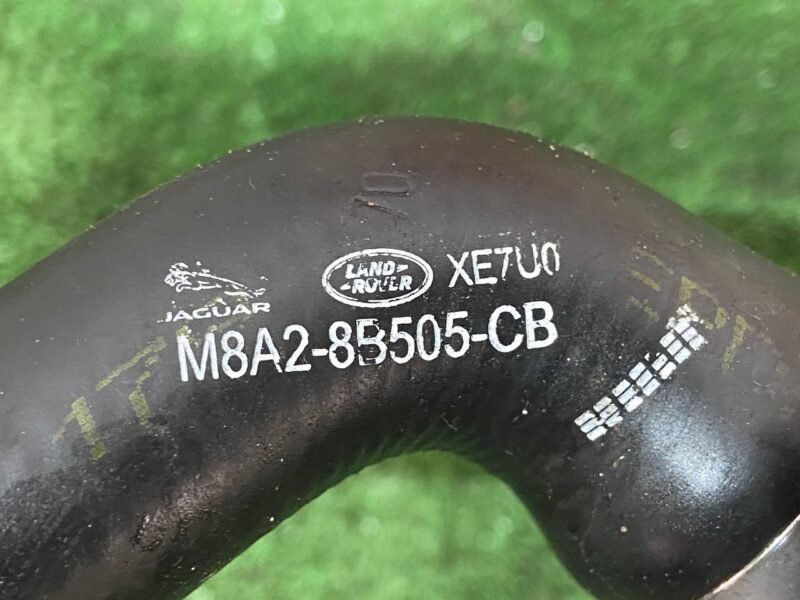 JAGUAR
LAND-
-ROVER
XE7U0
M8A2-8B505-CB